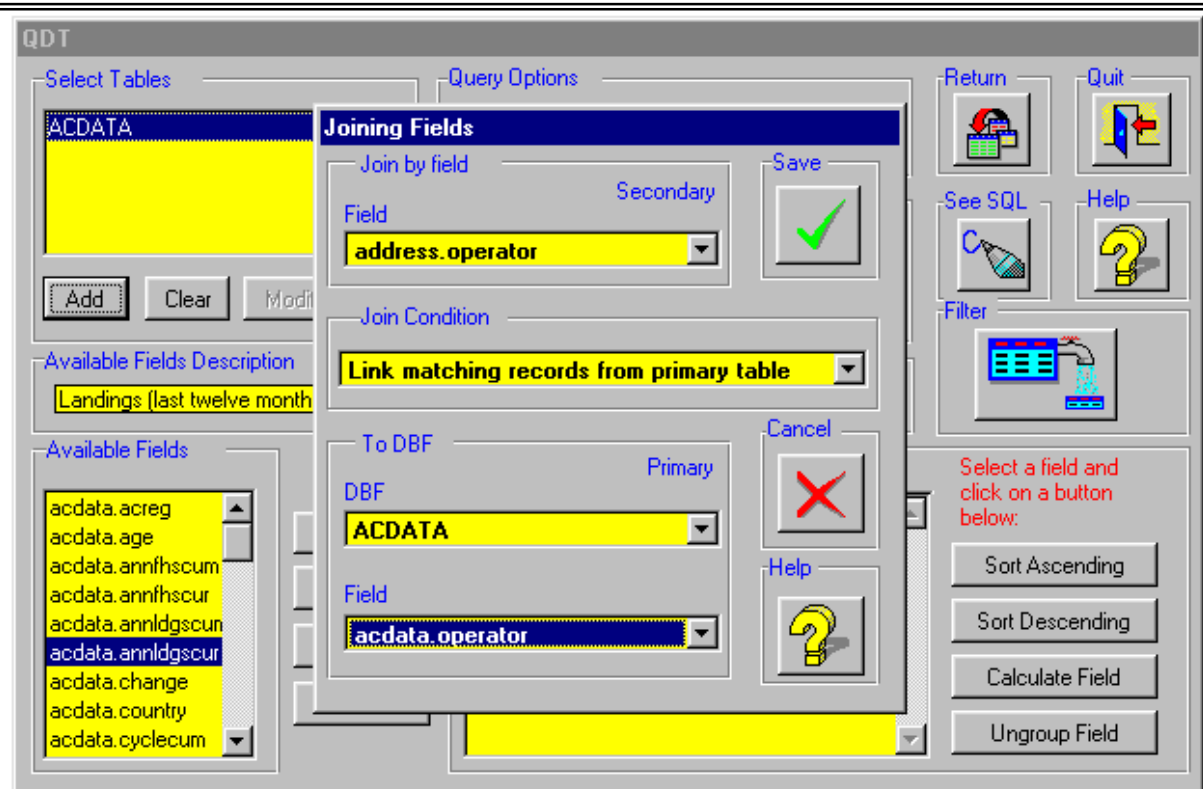 QDT
Select Tables
Query Options
Return
Quit
ACDATA
Joining Fields
Join by field
Secondary
Field
address.operator
Save
See SQL
Help
Add
Clear
Modif
Join Condition
Link matching records from primary table
Filter
Available Fields Description
Landings (last twelve month
Available Fields
acdata.acreg
acdata.age
acdata.annfhscum
acdata.annfhscur
acdata.annldgscum
acdata.annldgscur
acdata.change
acdata.country
acdata.cyclecum
To DBF
Primary
DBF
ACDATA
Field
acdata.operator
Cancel
Help
Select a field and
click on a button
below:
Sort Ascending
Sort Descending
Calculate Field
Ungroup Field